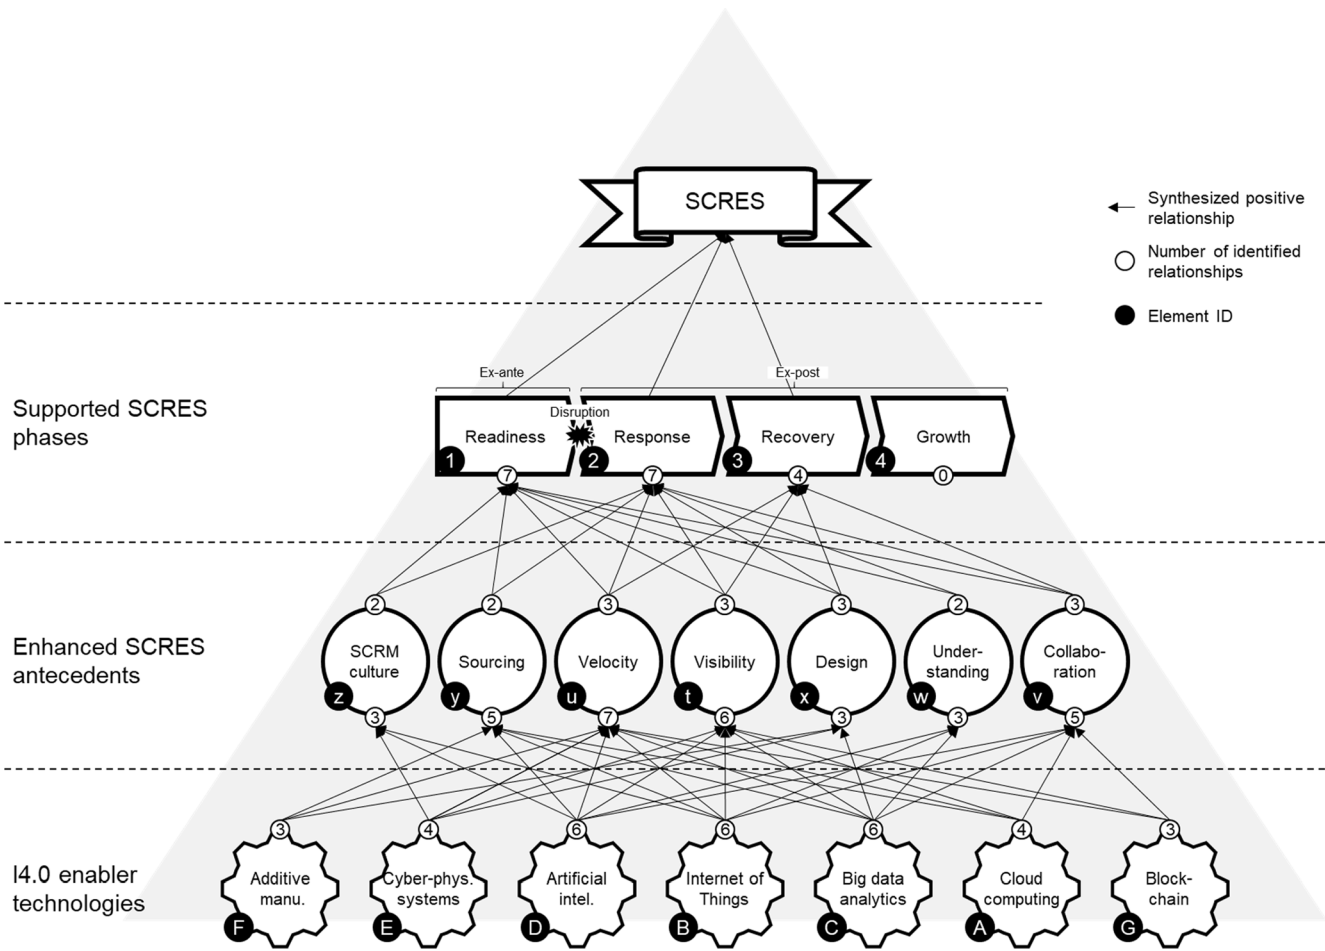 SCRES
Synthesized positive
relationship
Number of identified
relationships
Element ID
Supported SCRES
phases
Ex-ante
Ex-post
Disruption
Readiness
Response
Recovery
Growth
1
2
3
4
7
7
4
0
Enhanced SCRES
antecedents
2
2
3
3
3
2
3
SCRM
culture
Sourcing
Velocity
Visibility
Design
Under-
standing
Collabo-
ration
z
y
u
t
x
w
v
3
5
7
6
3
3
5
I4.0 enabler
technologies
3
4
6
6
6
4
3
Additive
manu.
Cyber-phys.
systems
Artificial
intel.
Internet of
Things
Big data
analytics
Cloud
computing
Block-
chain
F
E
D
B
C
A
G